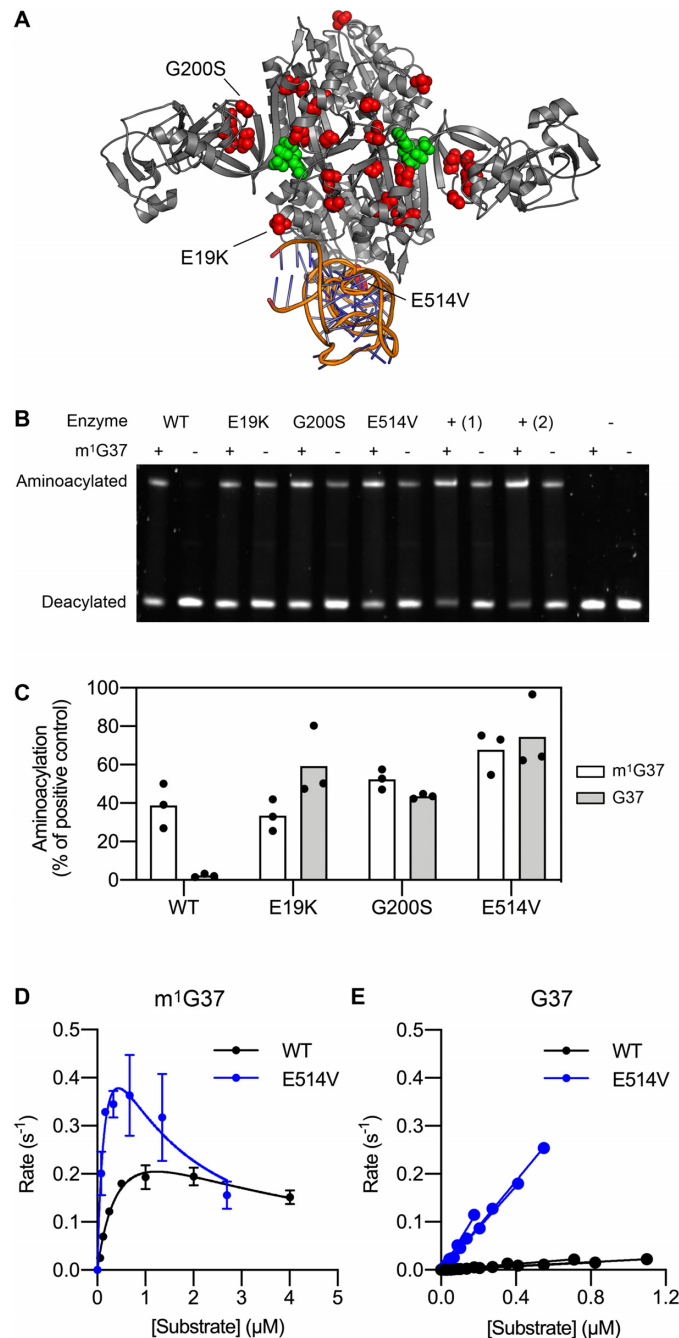 A
G200S
E19K
E514V
B
Enzyme WT E19K G200S E514V + (1) + (2) -
m¹G37 + - + - + - + - + - + - + -
Aminoacylated
Deacylated
C
Aminoacylation
(% of positive control)
100
80
60
40
20
0
WT E19K G200S E514V
m¹G37
G37
D m¹G37
WT
E514V
Rate (s⁻¹)
0.5
0.4
0.3
0.2
0.1
0.0
0 1 2 3 4 5
[Substrate] (µM)
E G37
WT
E514V
Rate (s⁻¹)
0.5
0.4
0.3
0.2
0.1
0.0
0.0 0.4 0.8 1.2
[Substrate] (µM)